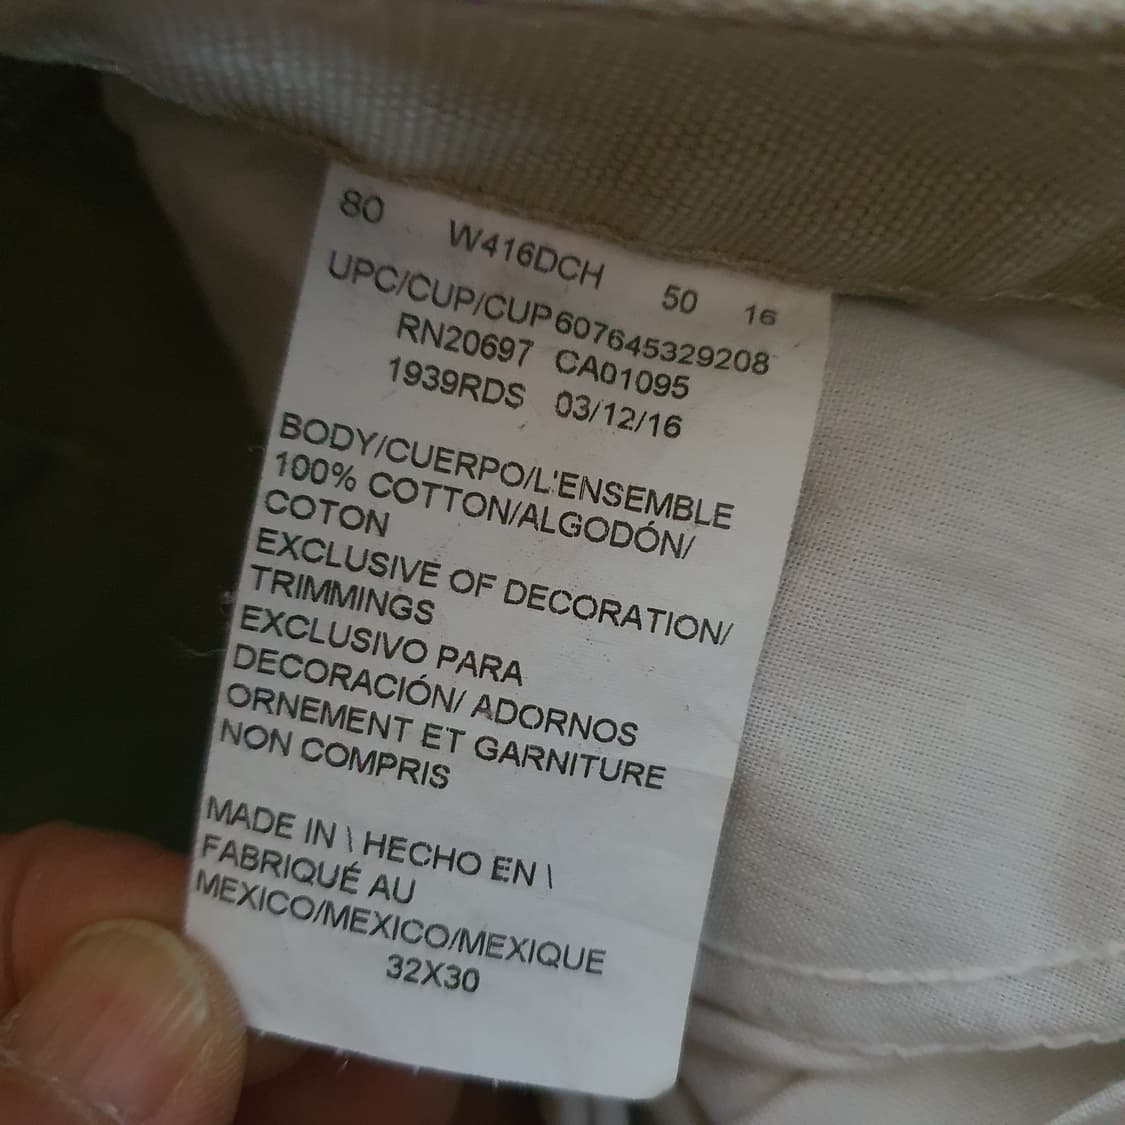 80 W416DCH 50 16
UPC/CUP/CUP607645329208
RN20697 CA01095
1939RDS 03/12/16
BODY/CUERPO/L'ENSEMBLE
100% COTTON/ALGODÓN/
COTON
EXCLUSIVE OF DECORATION/
TRIMMINGS
EXCLUSIVO PARA
DECORACIÓN/ ADORNOS
ORNEMENT ET GARNITURE
NON COMPRIS
MADE IN \ HECHO EN \
FABRIQUÉ AU
MEXICO/MEXICO/MEXIQUE
32X30